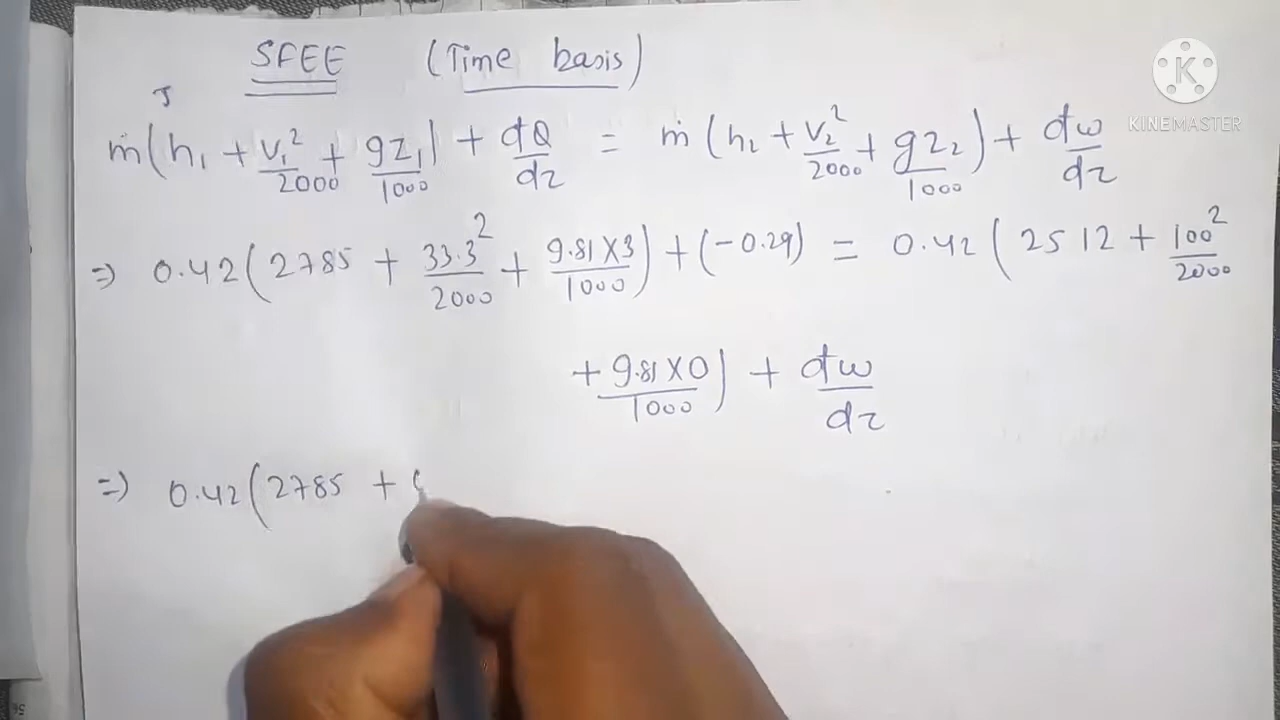 SFEE (Time basis)
K
KINEMASTER
ṁ(h₁ + V₁²/2000 + gZ₁/1000) + dQ/dτ = ṁ(h₂ + V₂²/2000 + gZ₂/1000) + dw/dτ
⇒ 0.42(2785 + 33.3²/2000 + 9.81×3/1000) + (-0.29) = 0.42(2512 + 100²/2000
+ 9.81×0/1000) + dw/dτ
⇒ 0.42(2785 +